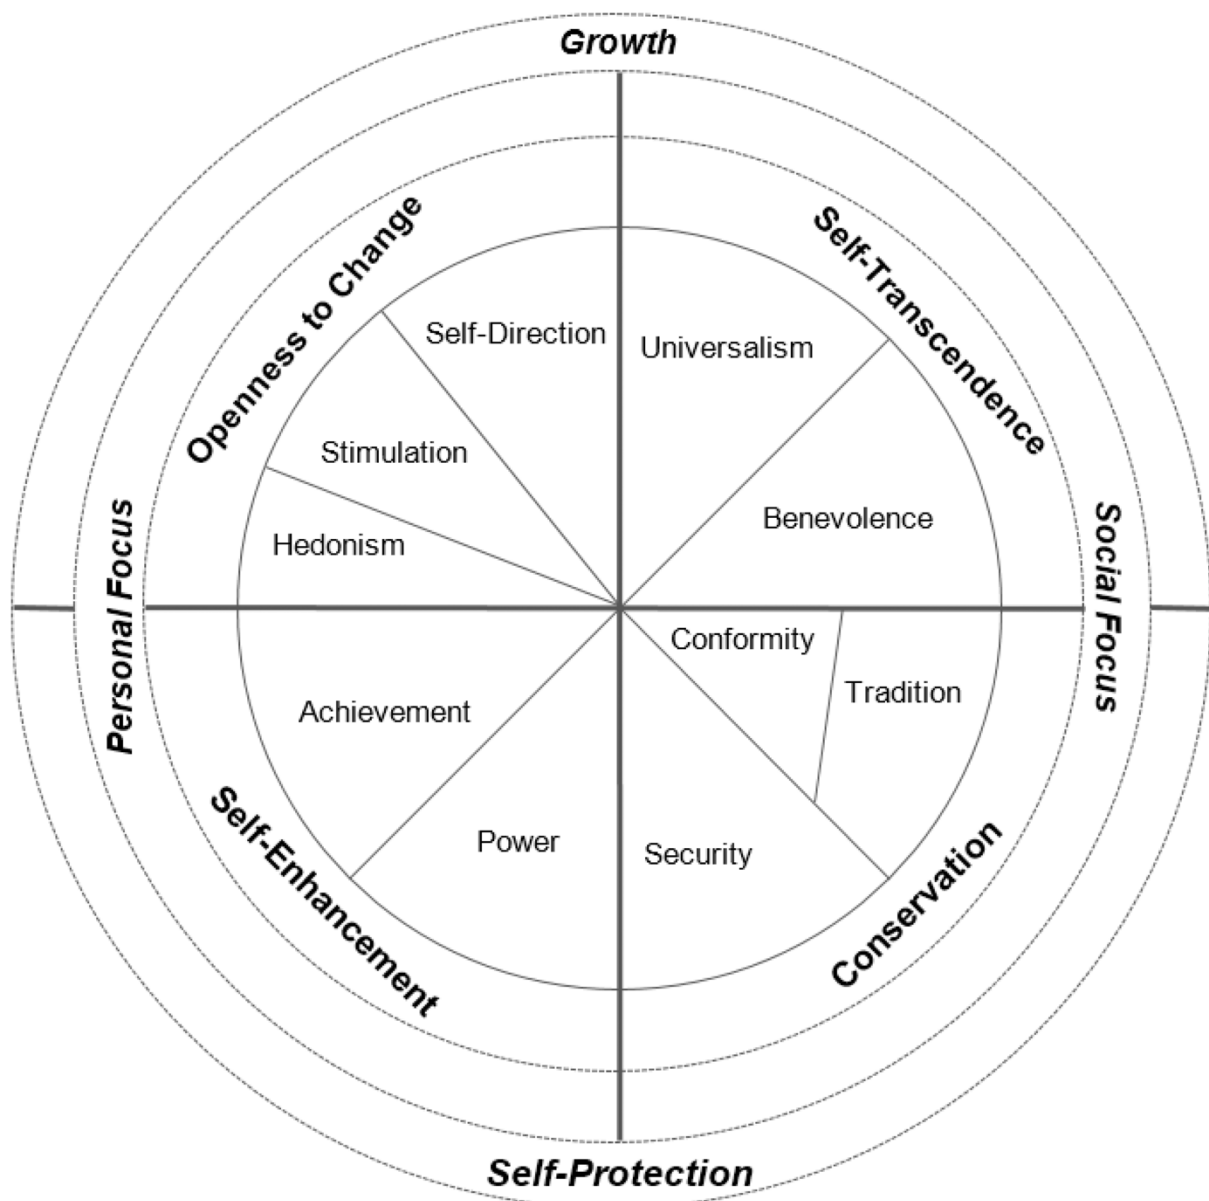 Growth
Openness to Change
Self-Transcendence
Self-Direction
Universalism
Stimulation
Benevolence
Hedonism
Personal Focus
Social Focus
Conformity
Tradition
Achievement
Power
Security
Self-Enhancement
Conservation
Self-Protection